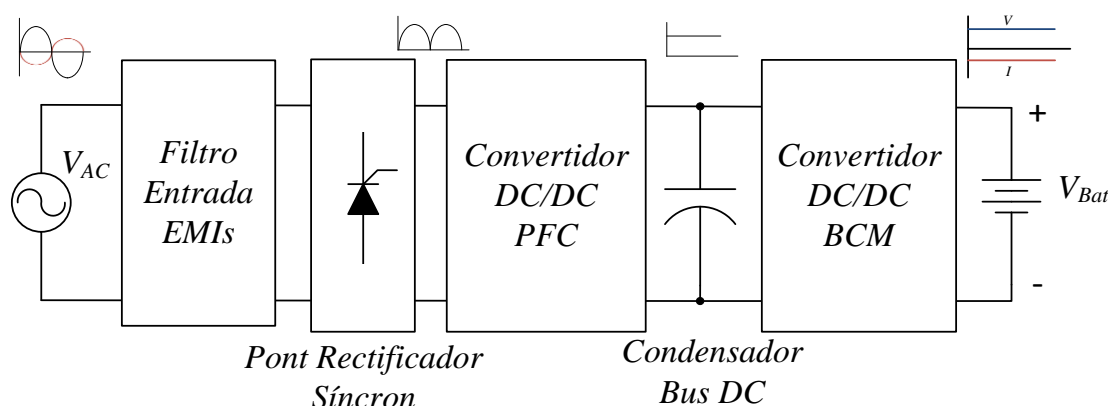 V
I
V_AC
Filtro
Entrada
EMIs
Convertidor
DC/DC
PFC
Convertidor
DC/DC
BCM
+
V_Bat
-
Pont Rectificador
Síncron
Condensador
Bus DC